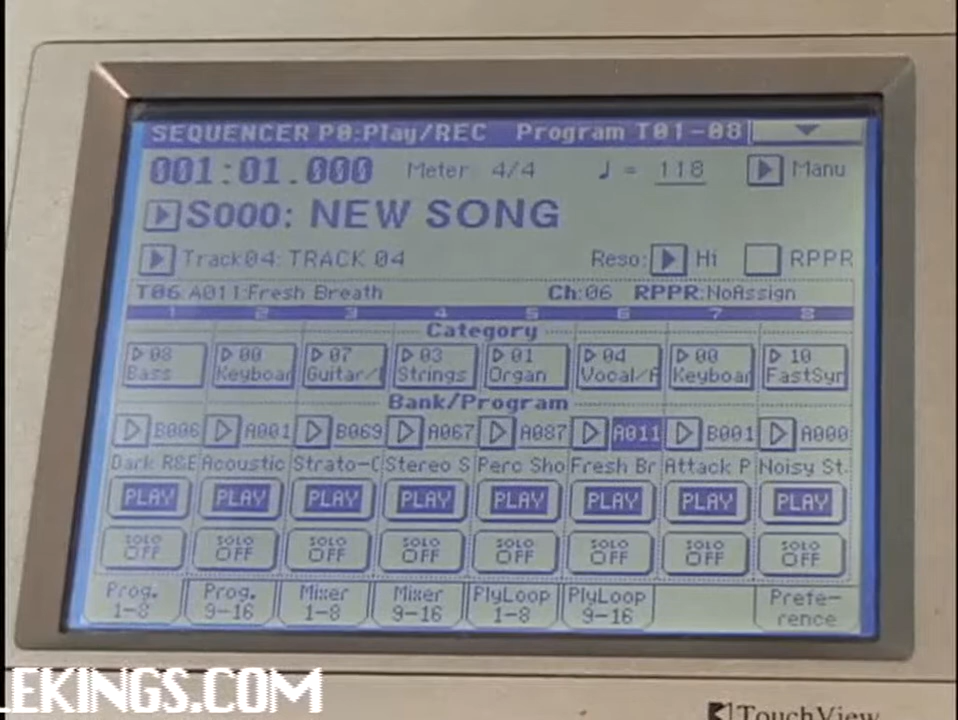 SEQUENCER P0:Play/REC Program T01-08
001:01.000 Meter 4/4 ♩ = 118 Manu
S000: NEW SONG
Track04: TRACK 04 Reso: Hi RPPR
T06 A011:Fresh Breath Ch:06 RPPR:NoAssign
1 2 3 4 5 6 7 8
Category
08 00 07 03 01 04 00 10
Bass Keyboar Guitar/ Strings Organ Vocal/ Keyboar FastSyn
Bank/Program
B006 A001 B069 A067 A087 A011 B001 A000
Dark R&E Acoustic Strato-C Stereo S Perc Sho Fresh Br Attack P Noisy St
PLAY PLAY PLAY PLAY PLAY PLAY PLAY PLAY
SOLO SOLO SOLO SOLO SOLO SOLO SOLO SOLO
OFF OFF OFF OFF OFF OFF OFF OFF
Prog. Prog. Mixer Mixer PlyLoop PlyLoop Prefe-
1-8 9-16 1-8 9-16 1-8 9-16 rence
EKINGS.COM
TouchView